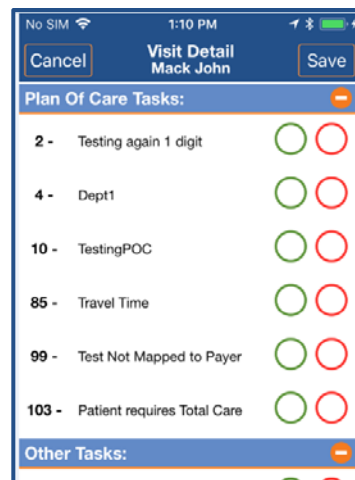 No SIM 1:10 PM
Cancel Visit Detail Save
Mack John
Plan Of Care Tasks:
2 - Testing again 1 digit
4 - Dept1
10 - TestingPOC
85 - Travel Time
99 - Test Not Mapped to Payer
103 - Patient requires Total Care
Other Tasks: